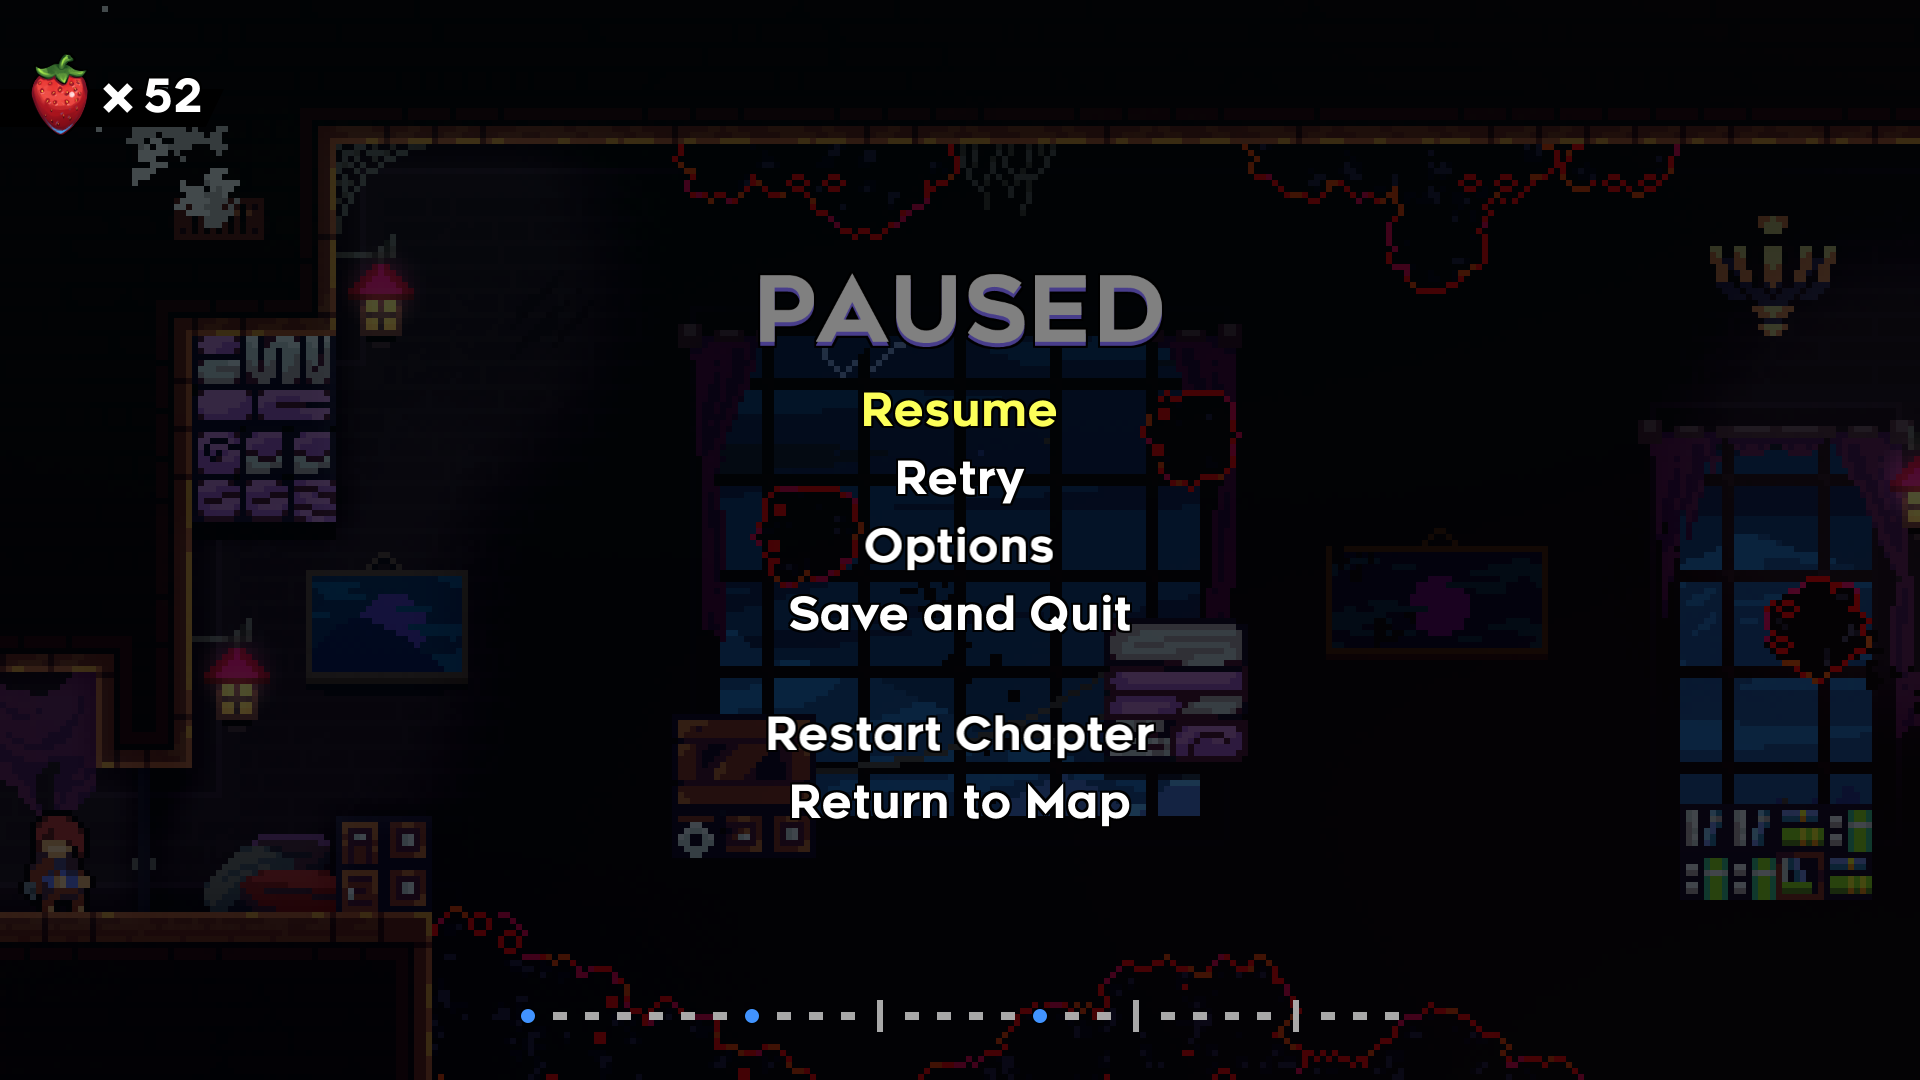 ×52
PAUSED
Resume
Retry
Options
Save and Quit
Restart Chapter
Return to Map